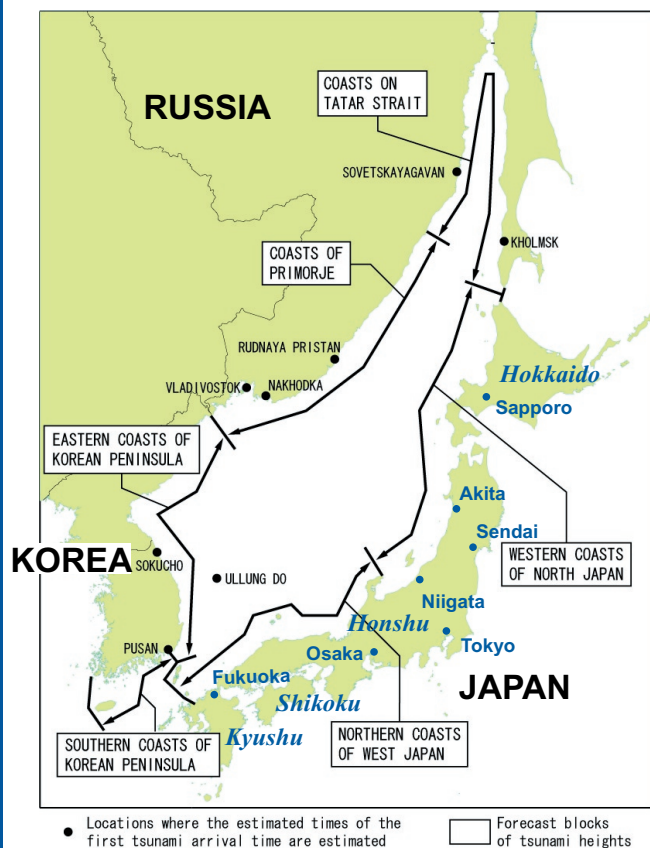 RUSSIA
COASTS ON
TATAR STRAIT
SOVETSKAYAGAVAN
KHOLMSK
COASTS OF
PRIMORJE
RUDNAYA PRISTAN
VLADIVOSTOK
NAKHODKA
Hokkaido
Sapporo
EASTERN COASTS OF
KOREAN PENINSULA
Akita
Sendai
KOREA
SOKUCHO
WESTERN COASTS
OF NORTH JAPAN
ULLUNG DO
Niigata
Honshu
Tokyo
PUSAN
Osaka
Fukuoka
JAPAN
Shikoku
Kyushu
SOUTHERN COASTS OF
KOREAN PENINSULA
NORTHERN COASTS
OF WEST JAPAN
Locations where the estimated times of the
first tsunami arrival time are estimated
Forecast blocks
of tsunami heights